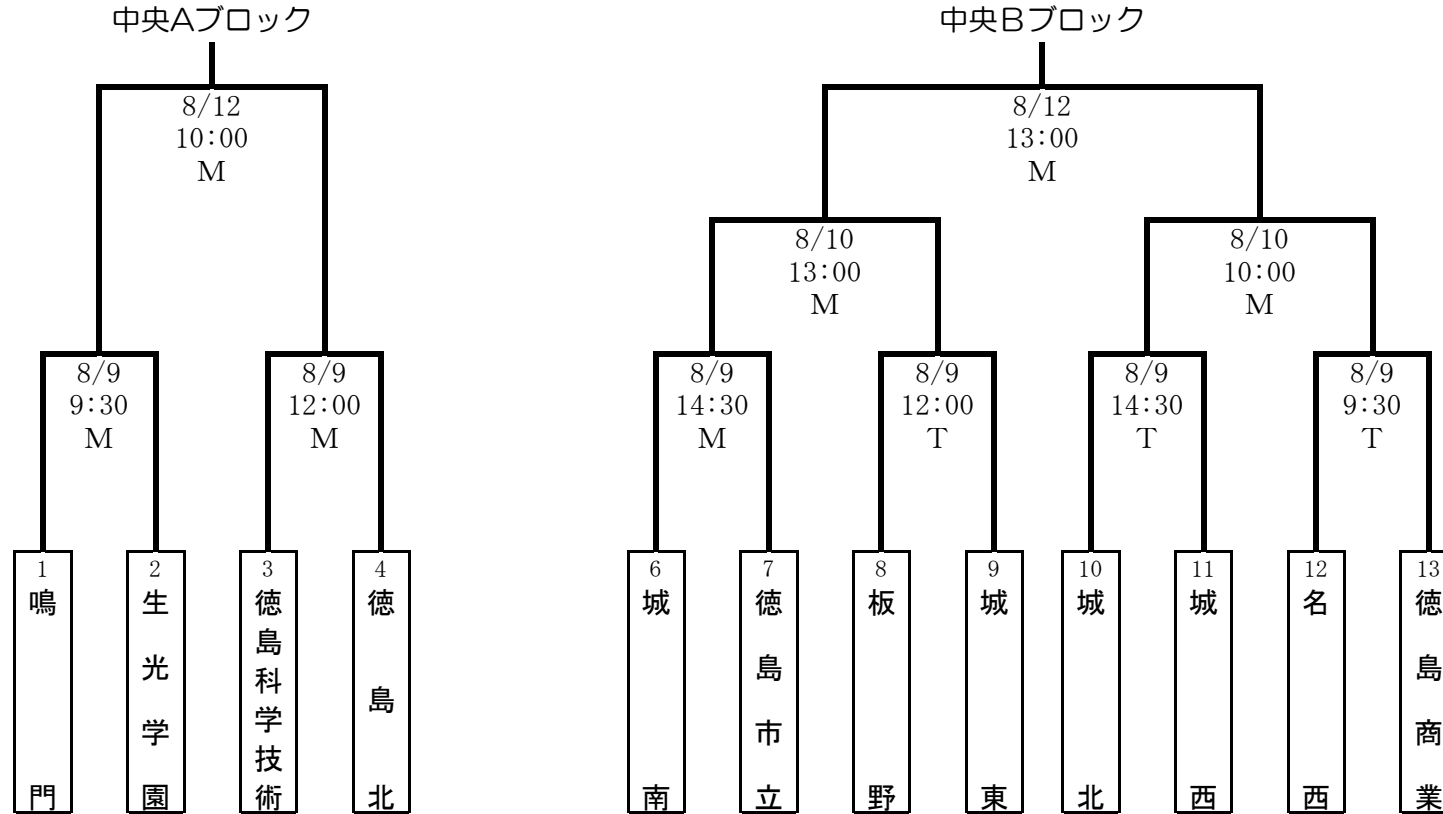 中央Aブロック
8/12
10:00
M
8/9
9:30
M
8/9
12:00
M
1
鳴門
2
生光学園
3
徳島科学技術
4
徳島北
中央Bブロック
8/12
13:00
M
8/10
13:00
M
8/10
10:00
M
8/9
14:30
M
8/9
12:00
T
8/9
14:30
T
8/9
9:30
T
6
城南
7
徳島市立
8
板野
9
城東
10
城北
11
城西
12
名西
13
徳島商業